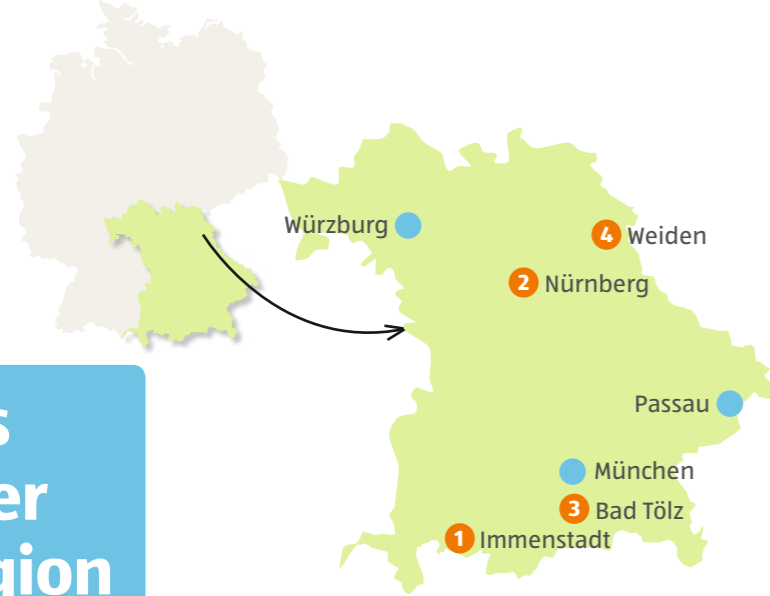 Würzburg
4 Weiden
2 Nürnberg
Passau
München
3 Bad Tölz
1 Immenstadt